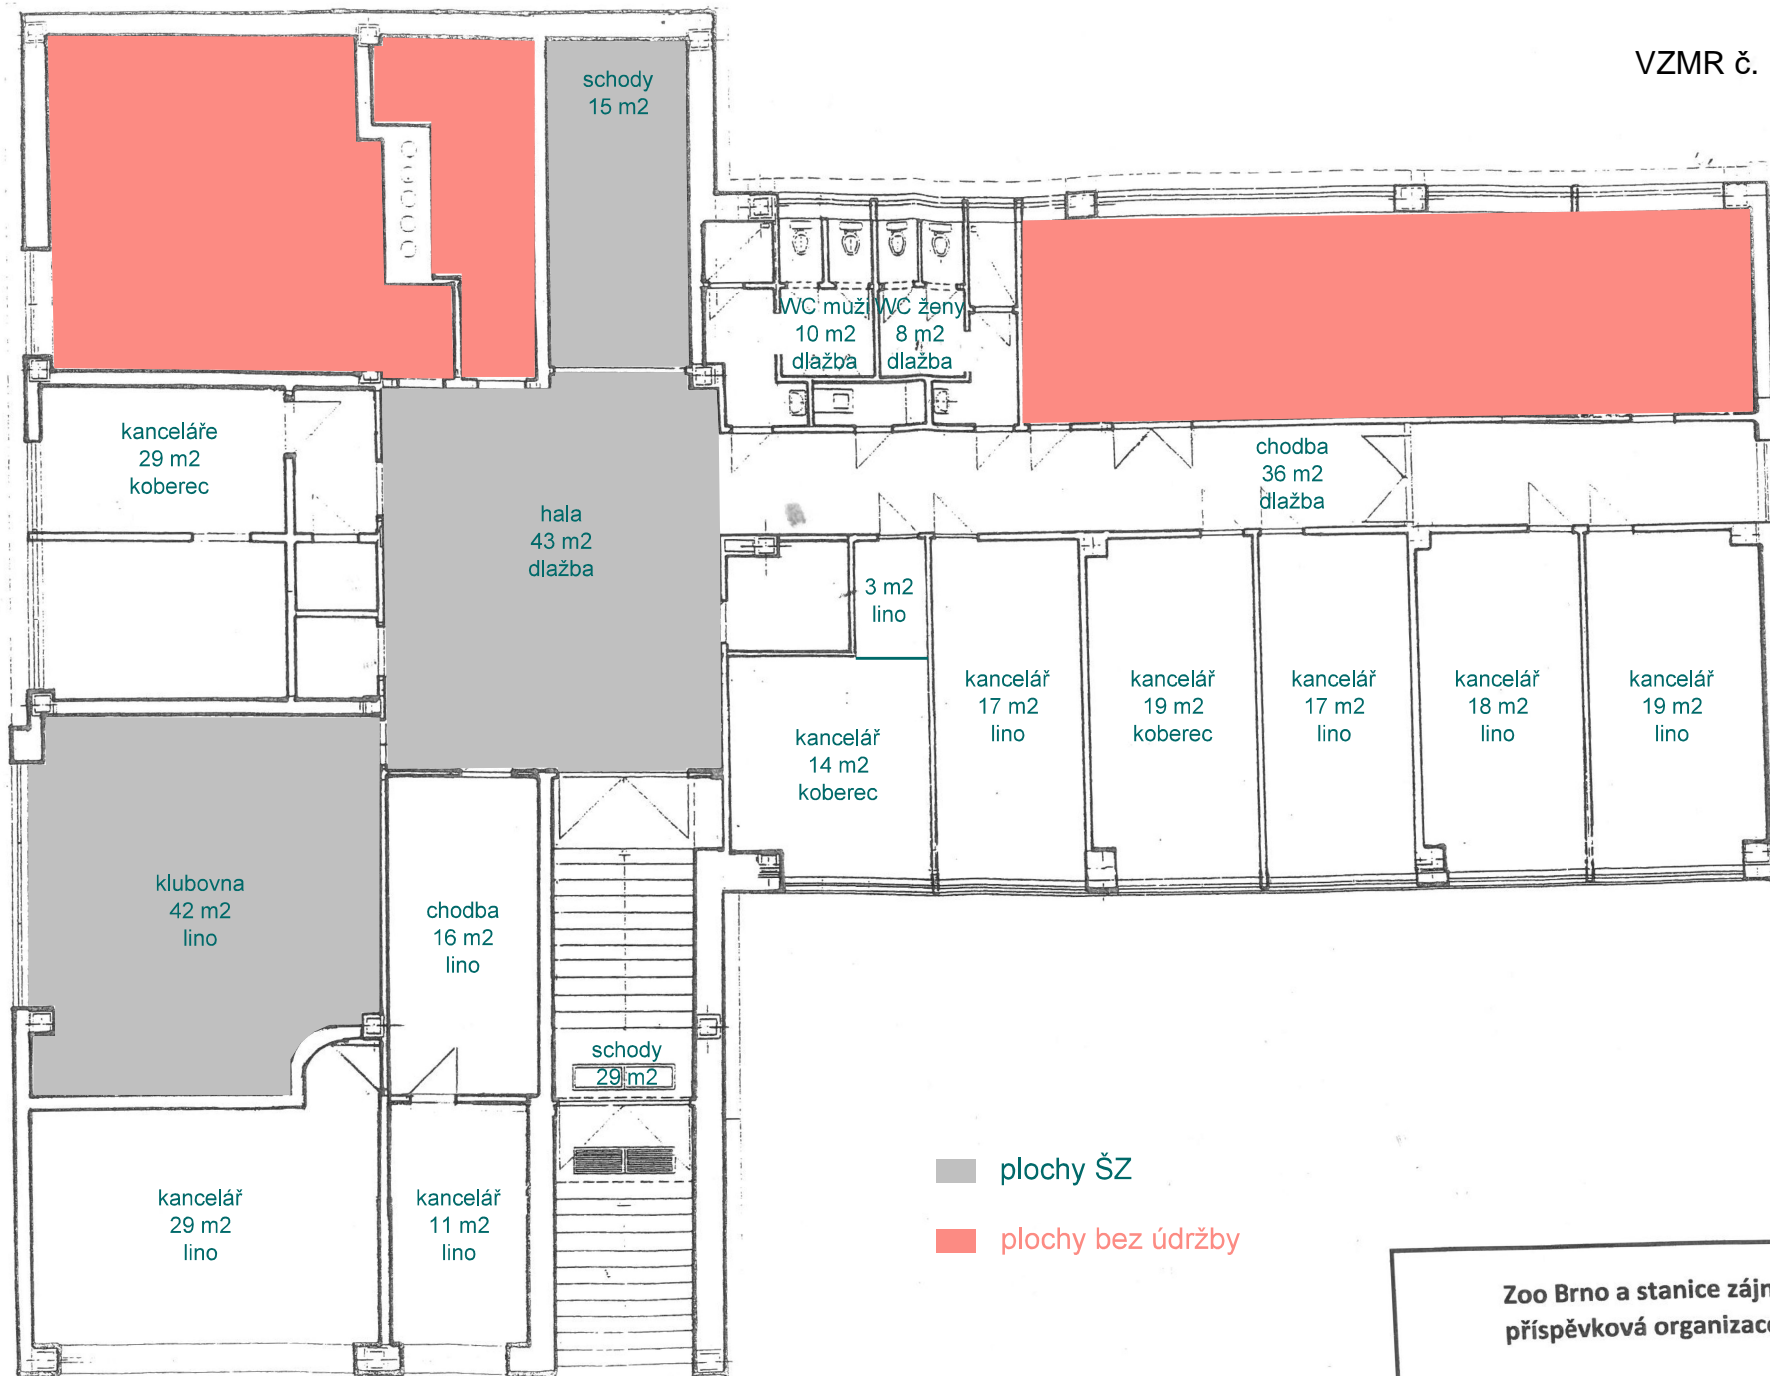 VZMR č.
schody
15 m2
WC muži
10 m2
dlažba
WC ženy
8 m2
dlažba
kanceláře
29 m2
koberec
hala
43 m2
dlažba
chodba
36 m2
dlažba
3 m2
lino
kancelář
14 m2
koberec
kancelář
17 m2
lino
kancelář
19 m2
koberec
kancelář
17 m2
lino
kancelář
18 m2
lino
kancelář
19 m2
lino
klubovna
42 m2
lino
chodba
16 m2
lino
schody
29 m2
kancelář
29 m2
lino
kancelář
11 m2
lino
plochy ŠZ
plochy bez údržby
Zoo Brno a stanice zájm
příspěvková organizace